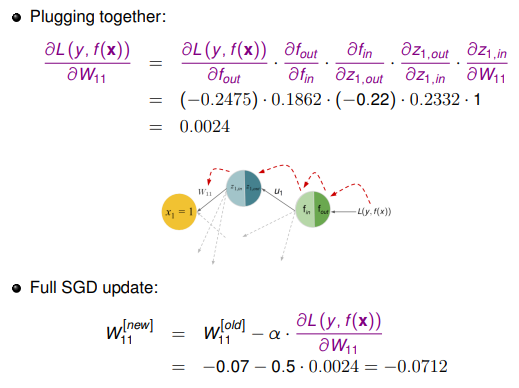 Plugging together:
∂L(y, f(x)) / ∂W₁₁ = ∂L(y, f(x)) / ∂f_out · ∂f_out / ∂f_in · ∂f_in / ∂z₁,out · ∂z₁,out / ∂z₁,in · ∂z₁,in / ∂W₁₁
= (−0.2475) · 0.1862 · (−0.22) · 0.2332 · 1
= 0.0024
W₁₁ z₁,in z₁,out u₁
x₁ = 1 f_in f_out L(y, f(x))
Full SGD update:
W₁₁^[new] = W₁₁^[old] − α · ∂L(y, f(x)) / ∂W₁₁
= −0.07 − 0.5 · 0.0024 = −0.0712